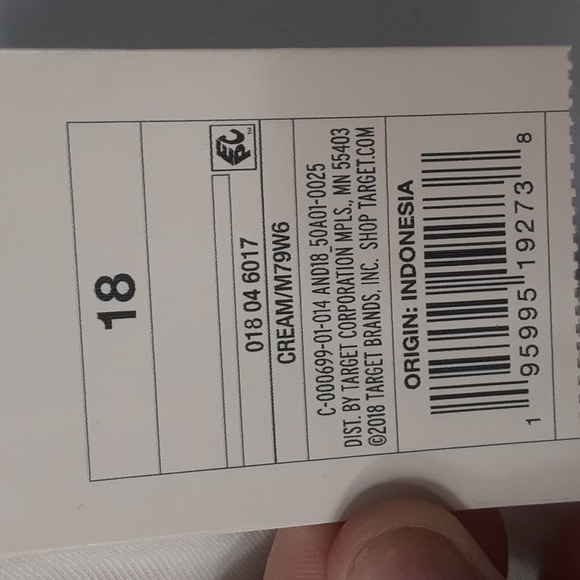 18
EPC
018 04 6017
CREAM/M79W6
C-000699-01-014 AND18_50A01-0025
DIST. BY TARGET CORPORATION MPLS., MN 55403
©2018 TARGET BRANDS, INC. SHOP TARGET.COM
ORIGIN: INDONESIA
1 95995 19273 8